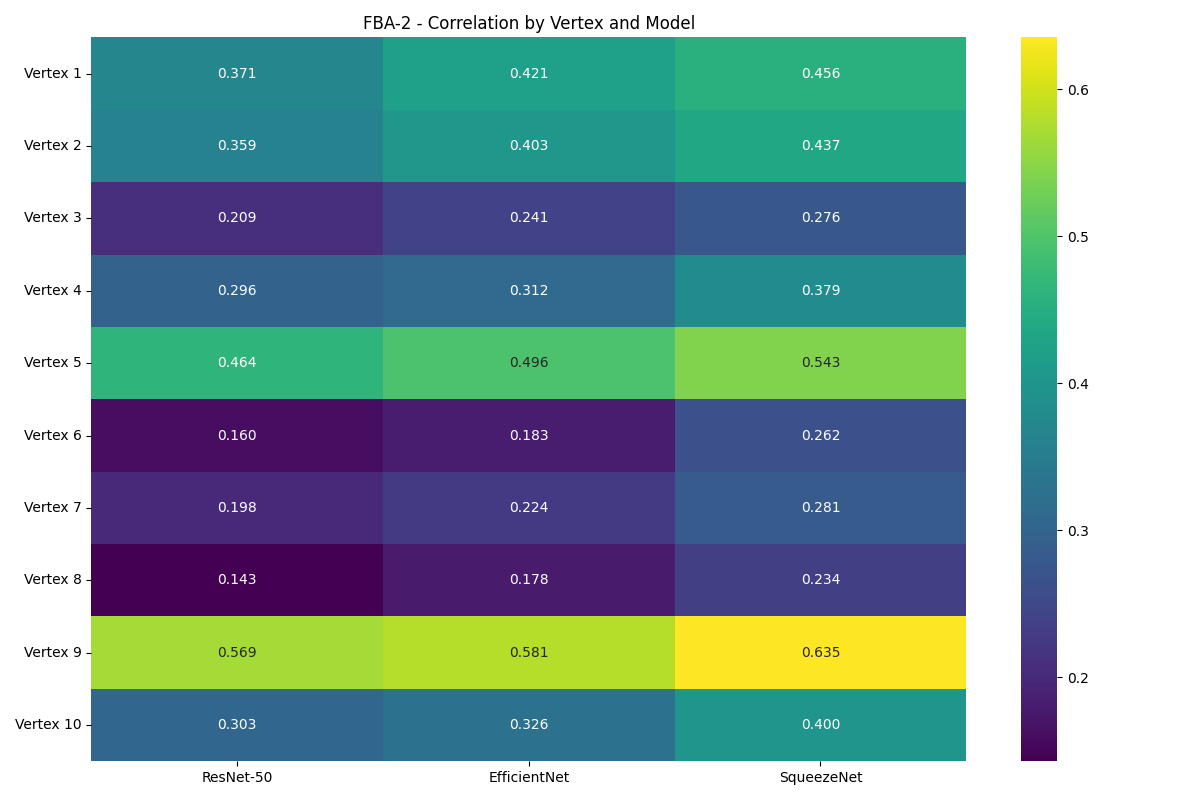 FBA-2 - Correlation by Vertex and Model
Vertex 1 0.371 0.421 0.456
Vertex 2 0.359 0.403 0.437
Vertex 3 0.209 0.241 0.276
Vertex 4 0.296 0.312 0.379
Vertex 5 0.464 0.496 0.543
Vertex 6 0.160 0.183 0.262
Vertex 7 0.198 0.224 0.281
Vertex 8 0.143 0.178 0.234
Vertex 9 0.569 0.581 0.635
Vertex 10 0.303 0.326 0.400
ResNet-50 EfficientNet SqueezeNet
0.6
0.5
0.4
0.3
0.2